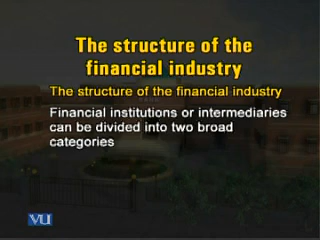 The structure of the
financial industry
The structure of the financial industry
Financial institutions or intermediaries
can be divided into two broad
categories
VU